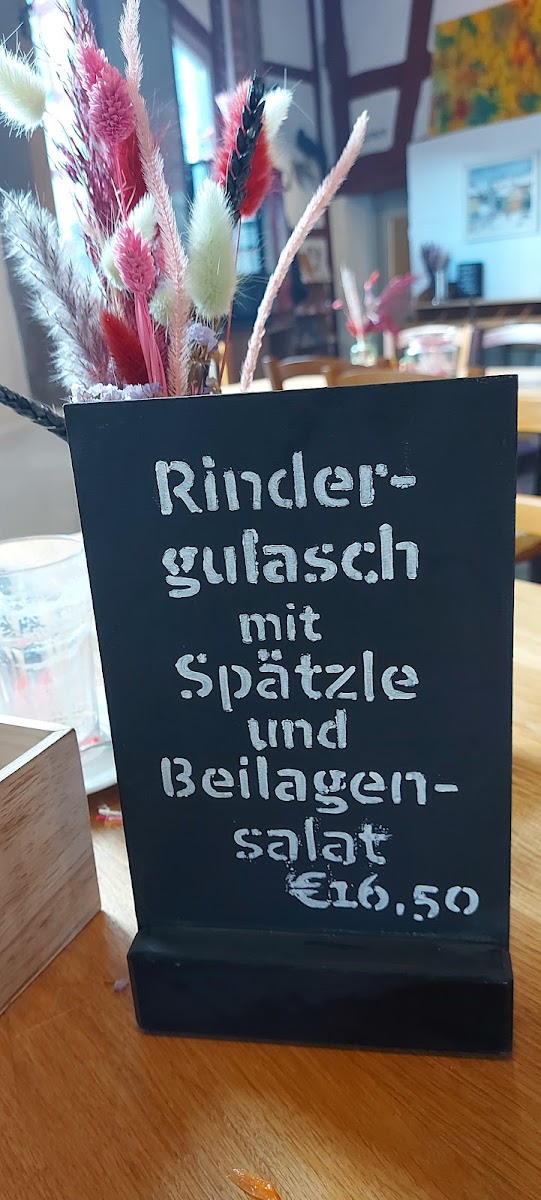 Rinder-
gulasch
mit
Spätzle
und
Beilagen-
salat
€16,50